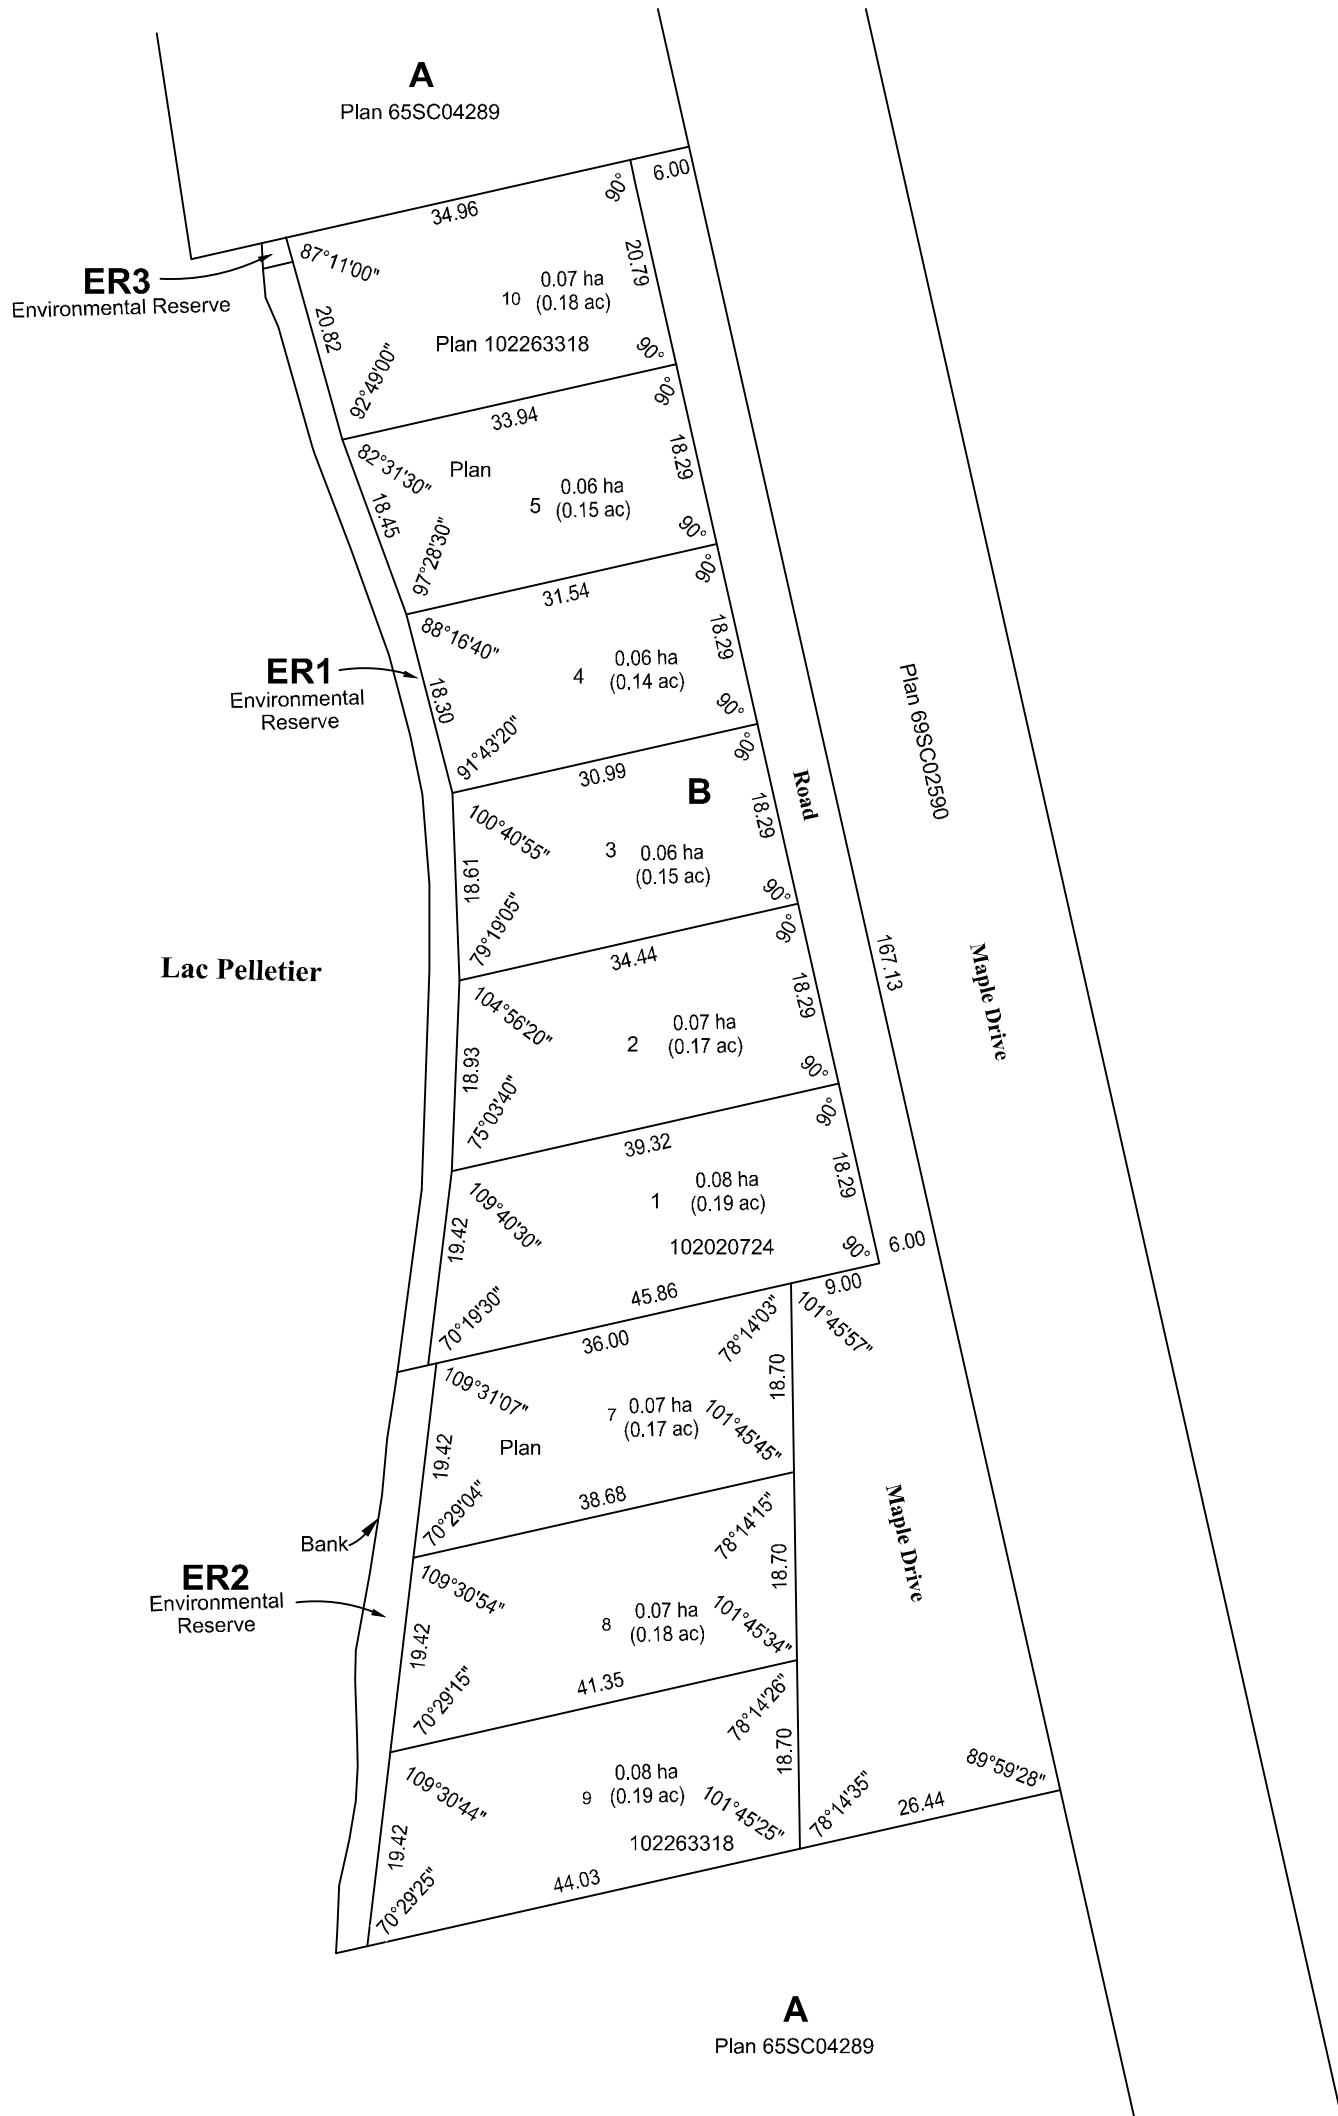 A
Plan 65SC04289
6.00
90°
34.96
87°11'00"
20.79
ER3
Environmental Reserve
0.07 ha
10 (0.18 ac)
20.82
Plan 102263318
90°
92°49'00"
90°
33.94
82°31'30"
Plan
18.29
0.06 ha
5 (0.15 ac)
18.45
90°
97°28'30"
90°
31.54
88°16'40"
18.29
ER1
Environmental
Reserve
0.06 ha
4 (0.14 ac)
18.30
90°
91°43'20"
90°
30.99
B
Road
Plan 69SC02590
100°40'55"
18.29
3 0.06 ha
(0.15 ac)
18.61
90°
79°19'05"
90°
34.44
167.13
Lac Pelletier
Maple Drive
104°56'20"
18.29
0.07 ha
2 (0.17 ac)
18.93
90°
75°03'40"
90°
39.32
109°40'30"
18.29
0.08 ha
1 (0.19 ac)
19.42
102020724
90°
6.00
70°19'30"
45.86
9.00
36.00
78°14'03"
101°45'57"
109°31'07"
18.70
7 0.07 ha
(0.17 ac)
101°45'45"
19.42
Plan
70°29'04"
38.68
78°14'15"
Maple Drive
Bank
ER2
Environmental
Reserve
109°30'54"
18.70
0.07 ha
8 (0.18 ac)
101°45'34"
19.42
70°29'15"
41.35
78°14'26"
109°30'44"
18.70
0.08 ha
9 (0.19 ac)
101°45'25"
78°14'35"
89°59'28"
26.44
102263318
19.42
70°29'25"
44.03
A
Plan 65SC04289